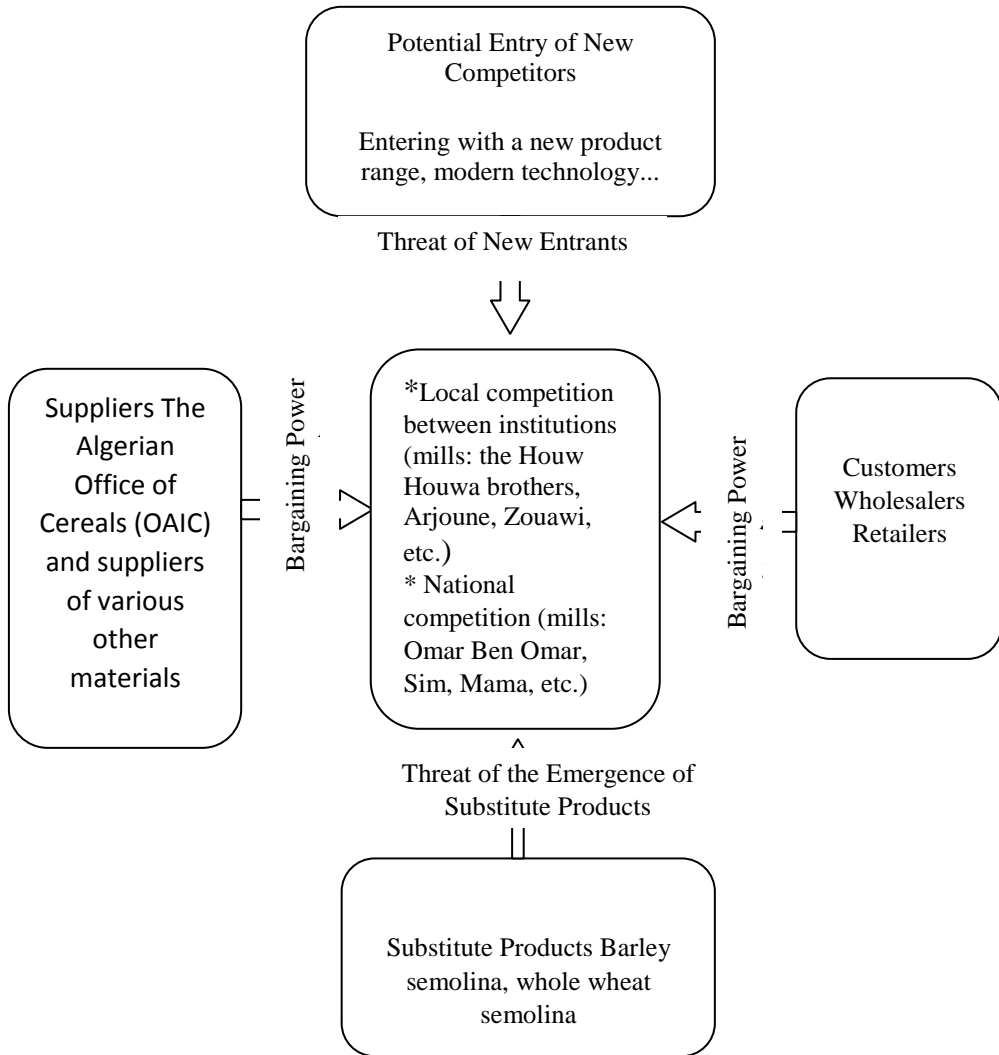 Potential Entry of New
Competitors
Entering with a new product
range, modern technology...
Threat of New Entrants
Suppliers The
Algerian
Office of
Cereals (OAIC)
and suppliers
of various
other
materials
Bargaining Power
*Local competition
between institutions
(mills: the Houw
Houwa brothers,
Arjoune, Zouawi,
etc.)
* National
competition (mills:
Omar Ben Omar,
Sim, Mama, etc.)
Bargaining Power
Customers
Wholesalers
Retailers
Threat of the Emergence of
Substitute Products
Substitute Products Barley
semolina, whole wheat
semolina